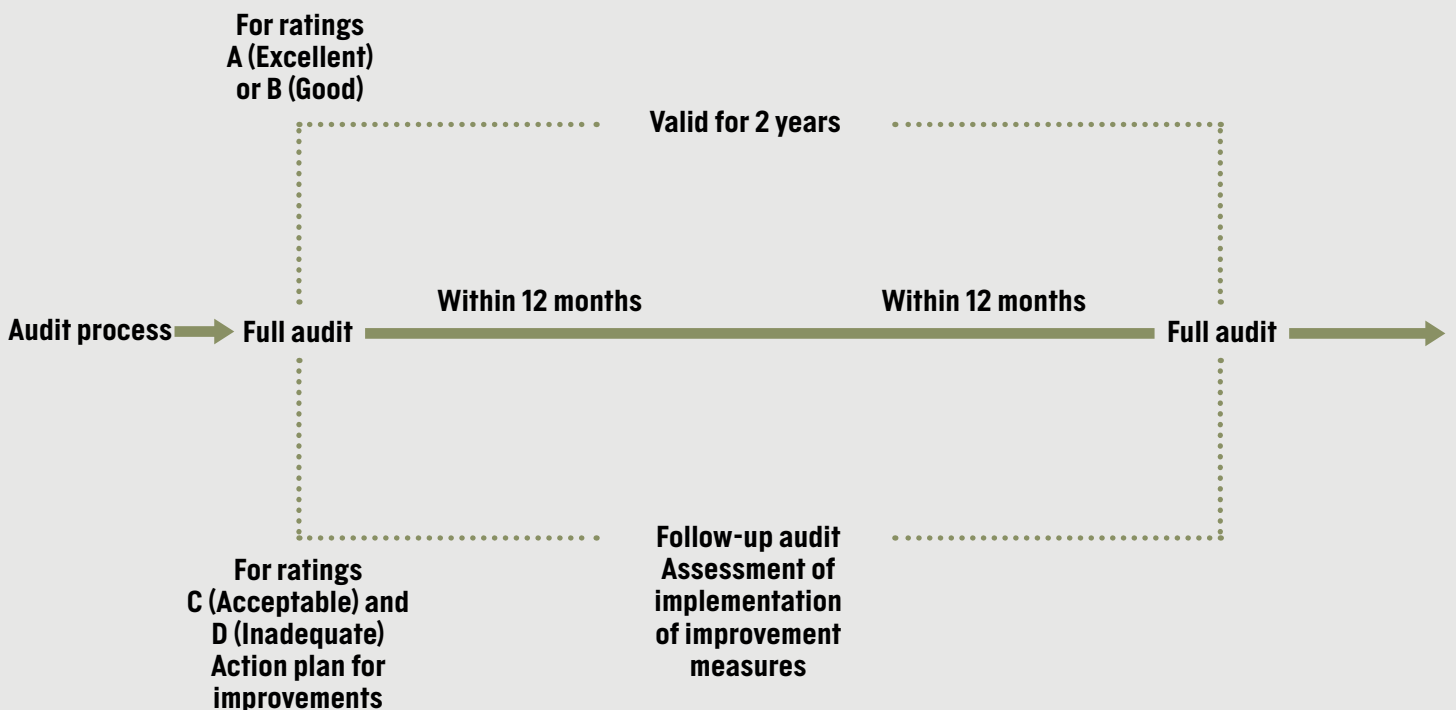 For ratings
A (Excellent)
or B (Good)
Valid for 2 years
Within 12 months
Within 12 months
Audit process
Full audit
Full audit
For ratings
C (Acceptable) and
D (Inadequate)
Action plan for
improvements
Follow-up audit
Assessment of
implementation
of improvement
measures